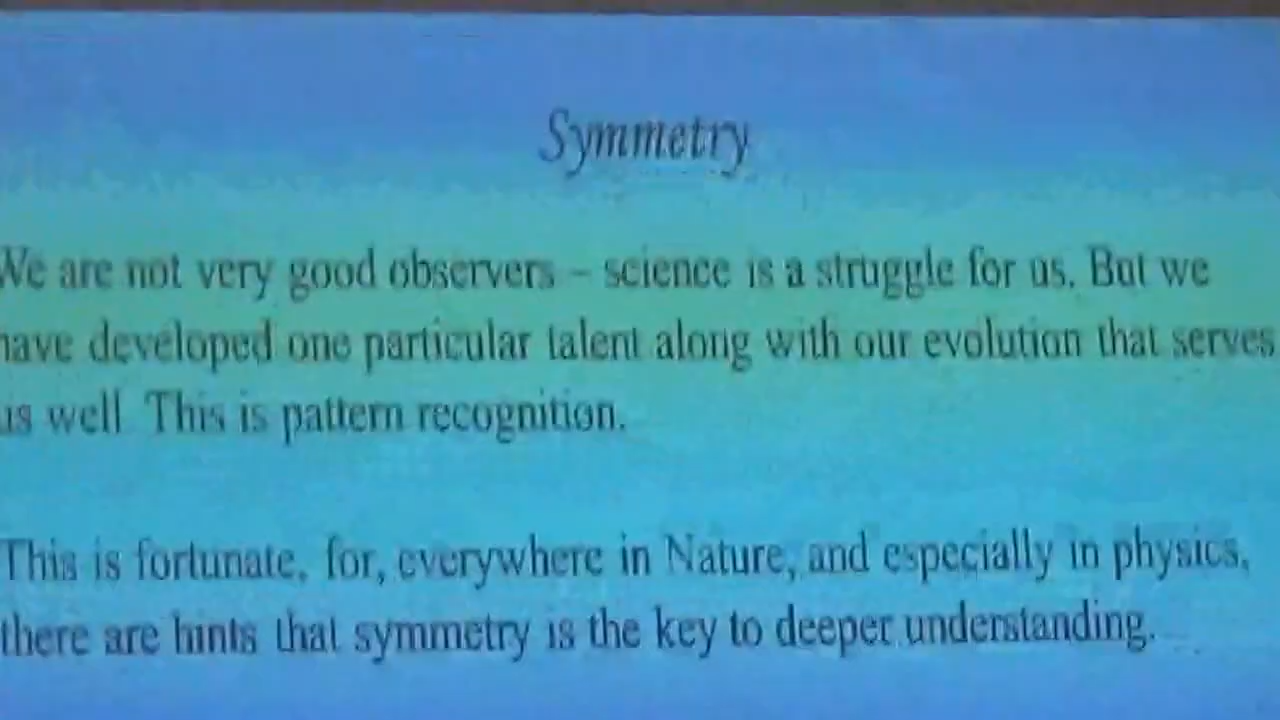 Symmetry
We are not very good observers – science is a struggle for us. But we
have developed one particular talent along with our evolution that serves
us well. This is pattern recognition.
This is fortunate, for, everywhere in Nature, and especially in physics,
there are hints that symmetry is the key to deeper understanding.